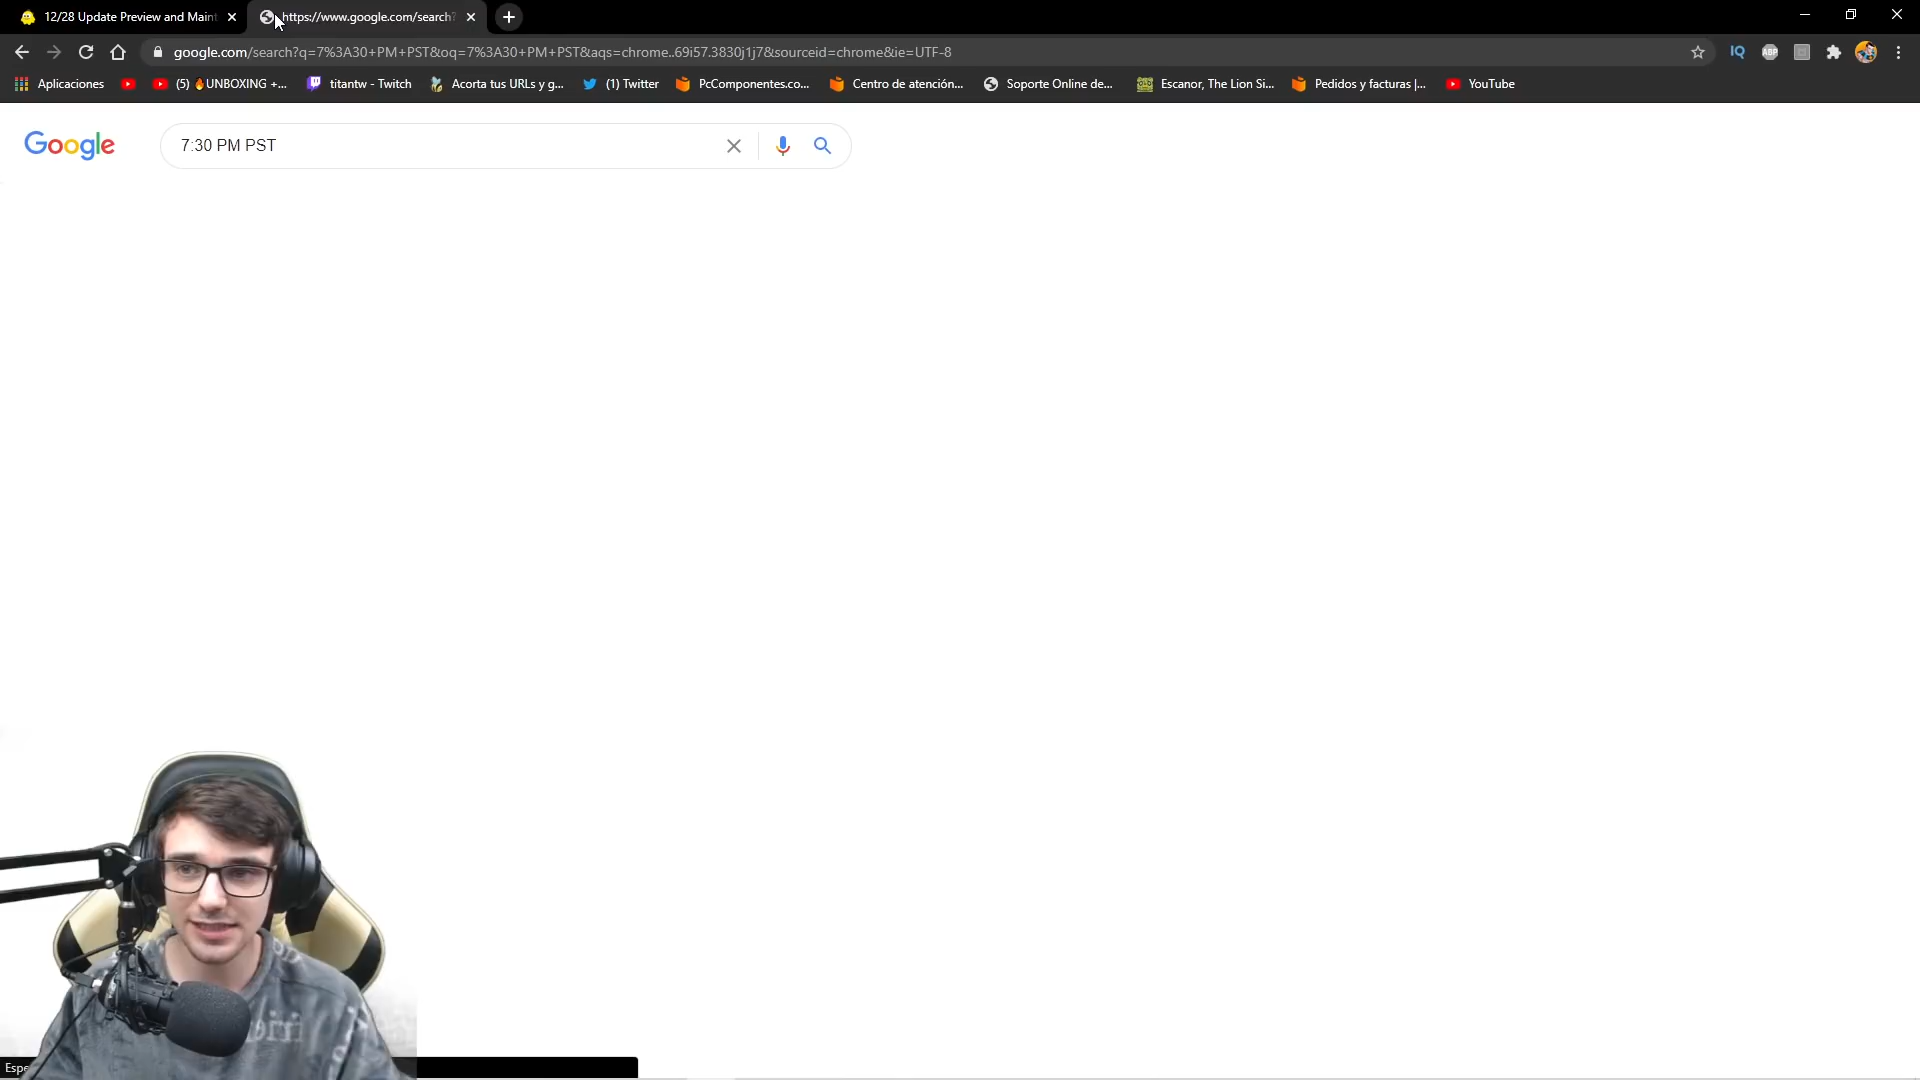 12/28 Update Preview and Maint
https://www.google.com/search?
google.com/search?q=7%3A30+PM+PST&oq=7%3A30+PM+PST&aqs=chrome..69i57.3830j1j7&sourceid=chrome&ie=UTF-8
IQ
ABP
Aplicaciones
(5) 🔥UNBOXING +...
titantw - Twitch
Acorta tus URLs y g...
(1) Twitter
PcComponentes.co...
Centro de atención...
Soporte Online de...
Escanor, The Lion Si...
Pedidos y facturas |...
YouTube
Google
7:30 PM PST
Espe